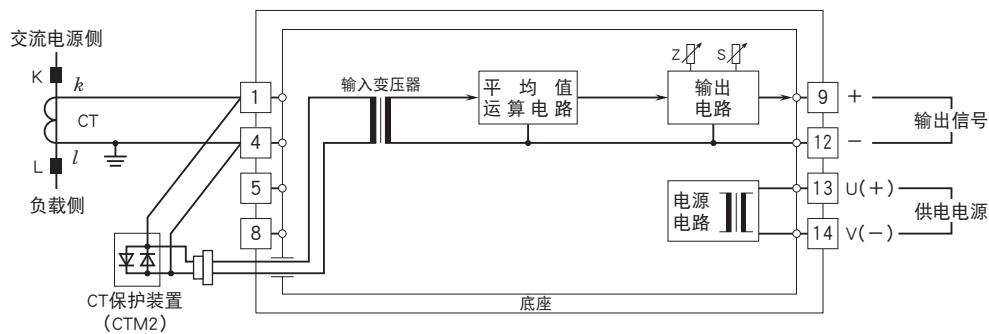 交流电源侧
K
k
CT
l
L
负载侧
CT保护装置
(CTM2)
1
4
5
8
输入变压器
平均值
运算电路
Z
S
输出
电路
电源
电路
9
12
13
14
+
−
U(+)
V(−)
输出信号
供电电源
底座